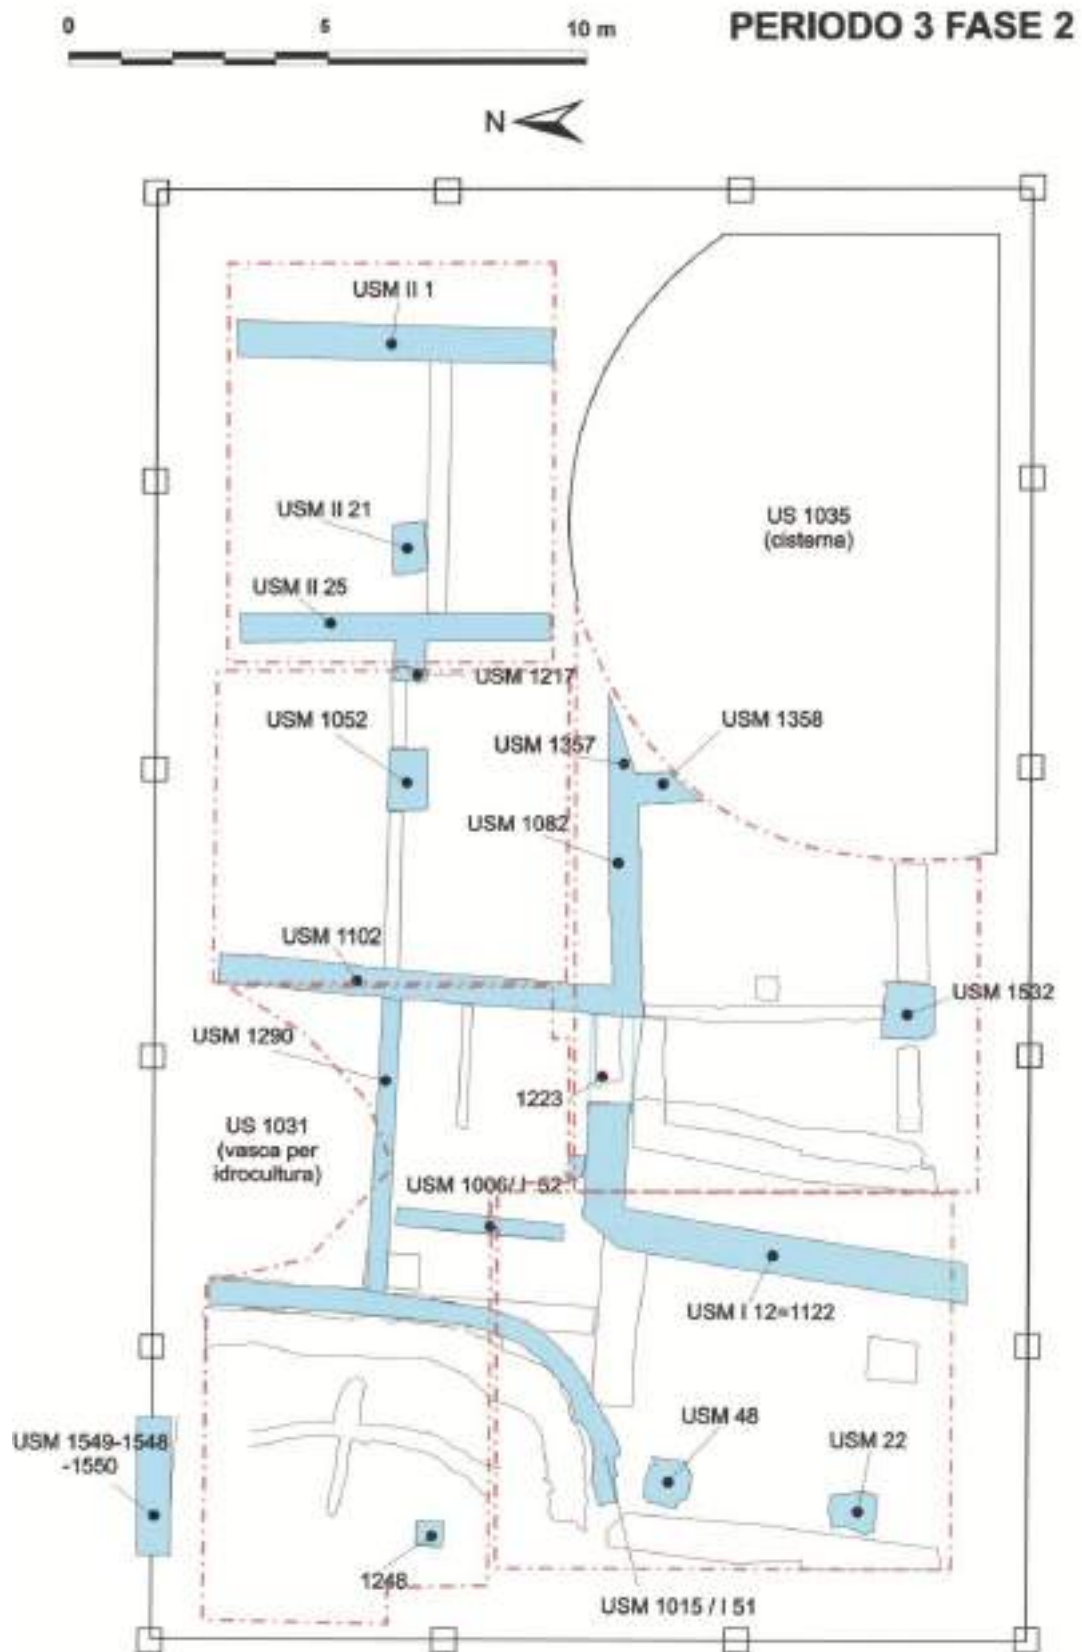 0 5 10 m
PERIODO 3 FASE 2
N
USM II 1
USM II 21
US 1035
(cisterna)
USM II 25
USM 1217
USM 1052
USM 1358
USM 1357
USM 1082
USM 1102
USM 1532
USM 1290
1223
US 1031
(vasca per
idrocultura)
USM 1006/ I 52
USM I 12=1122
USM 48
USM 22
USM 1549-1548
-1550
1248
USM 1015 / I 51